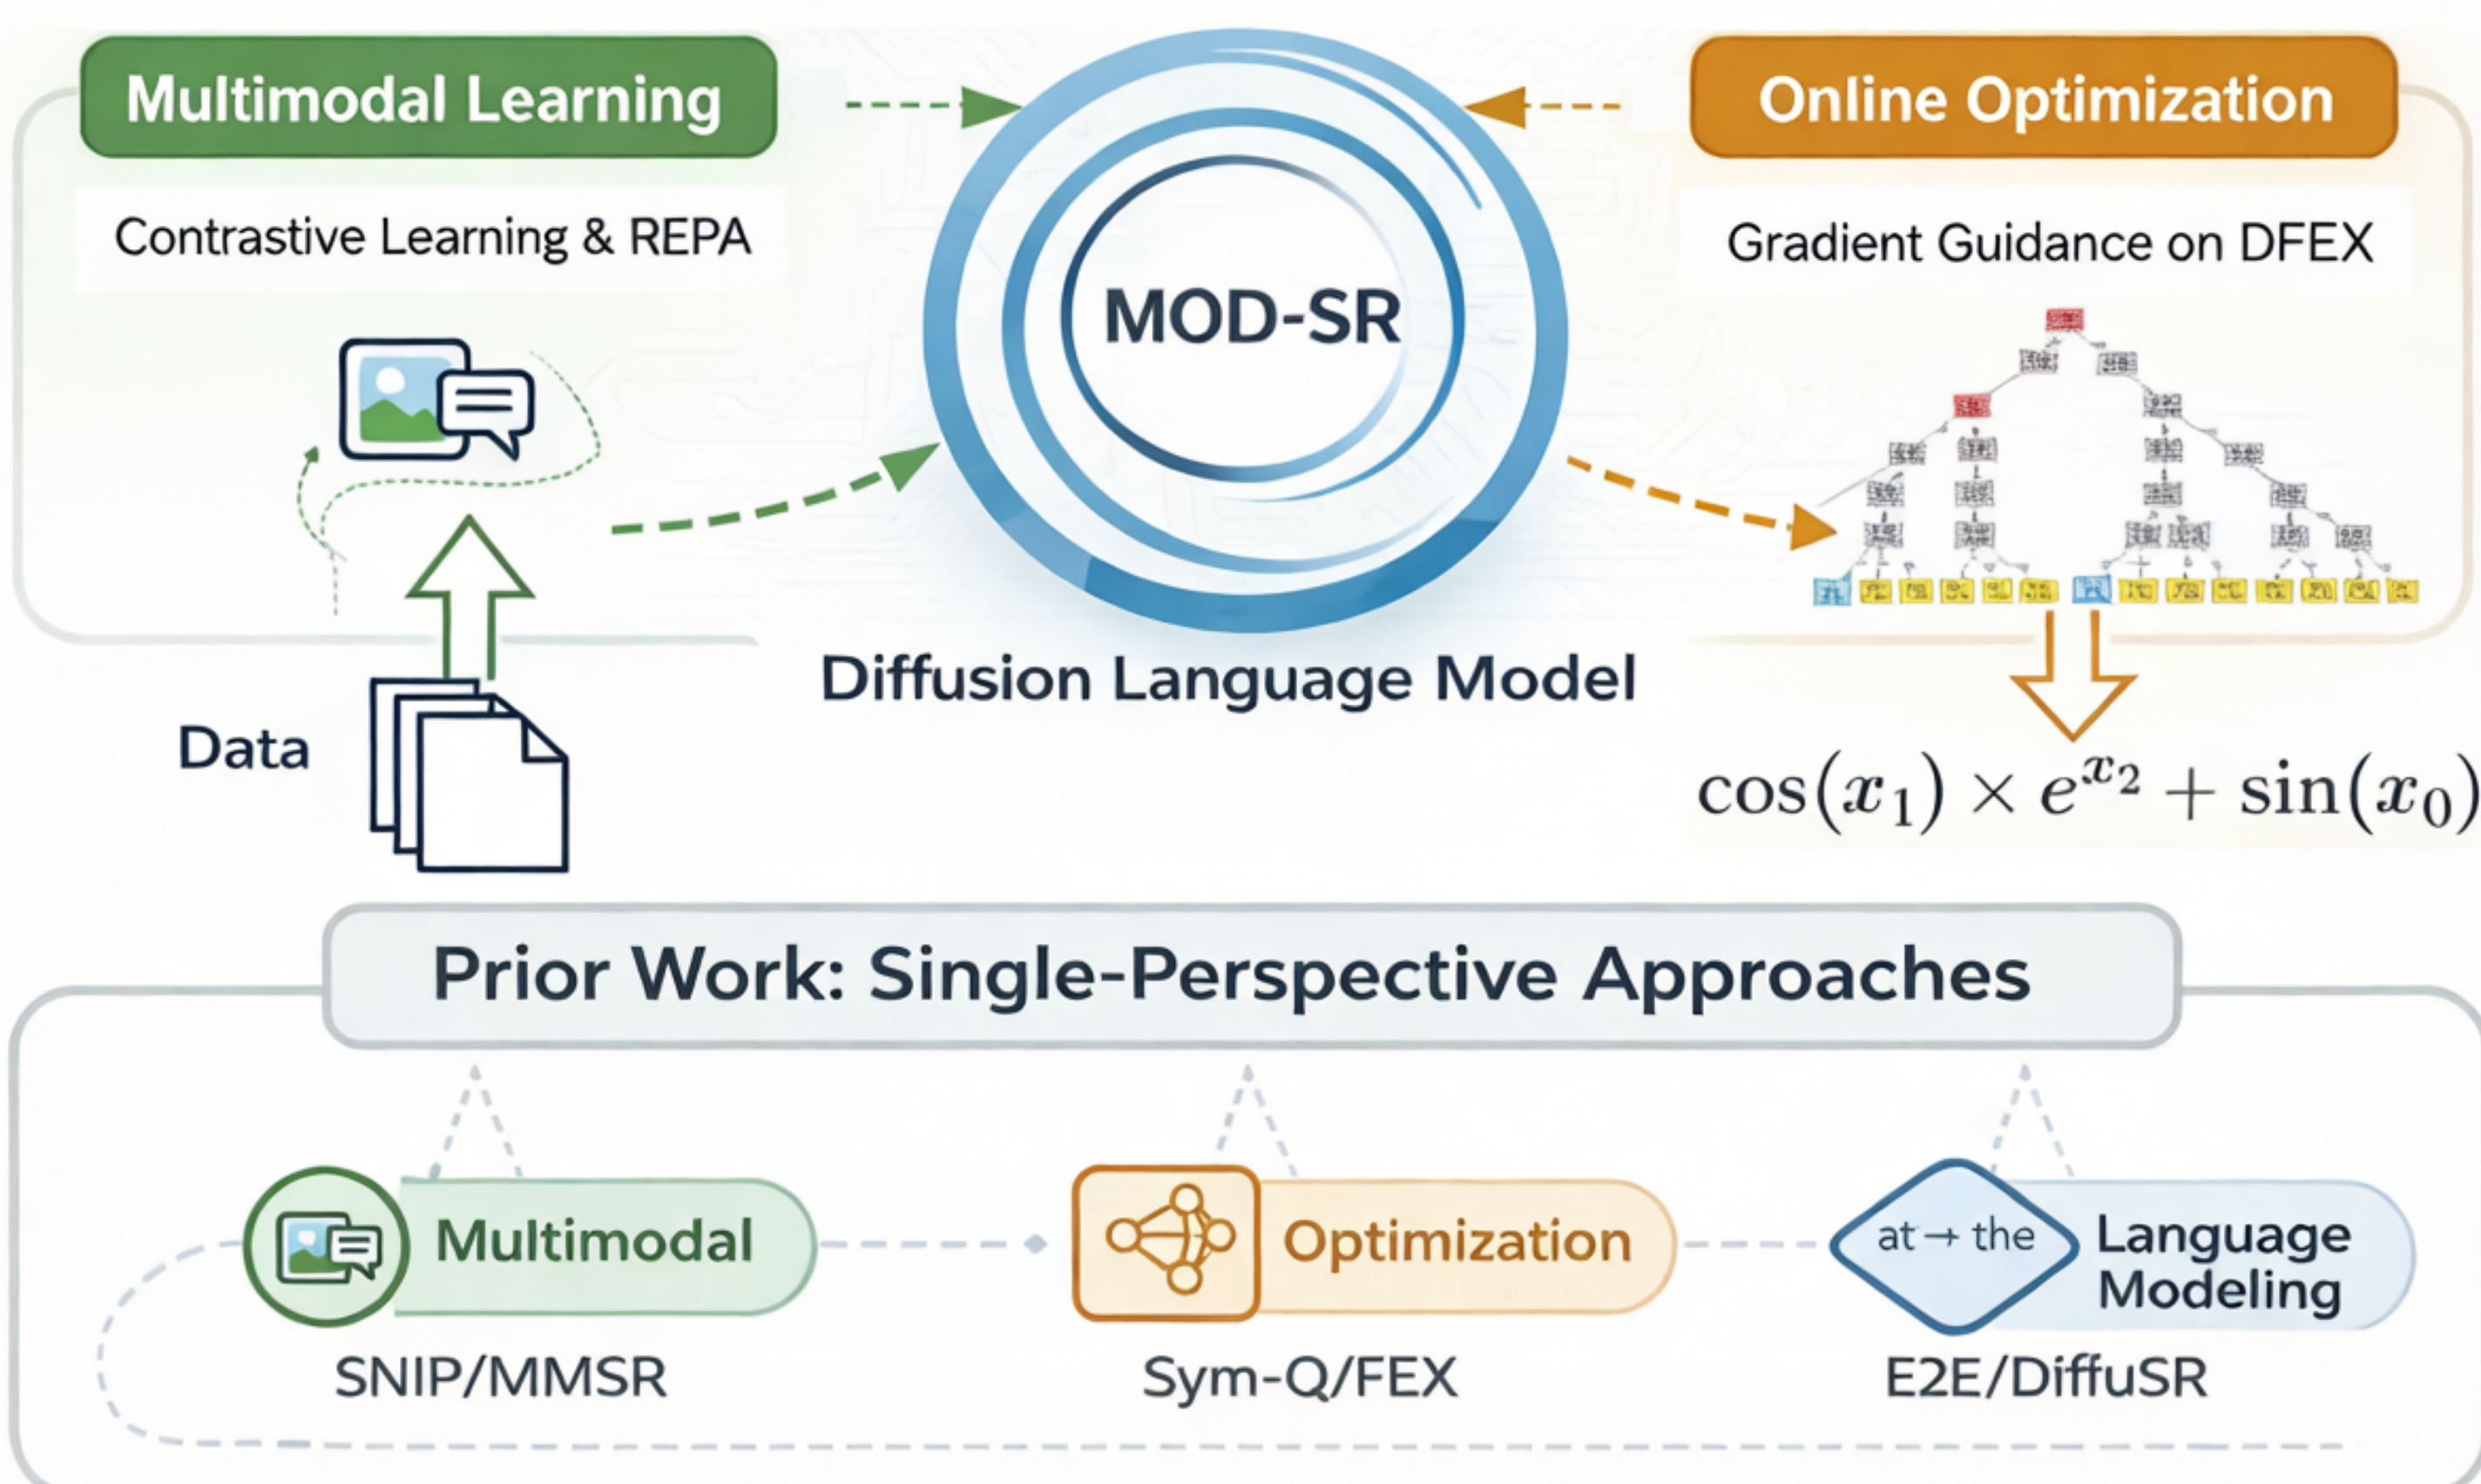 Multimodal Learning
Online Optimization
Contrastive Learning & REPA
Gradient Guidance on DFEX
MOD-SR
Diffusion Language Model
Data
cos(x₁) × e^{x₂} + sin(x₀)
Prior Work: Single-Perspective Approaches
Multimodal
Optimization
at → the
Language
Modeling
SNIP/MMSR
Sym-Q/FEX
E2E/DiffuSR